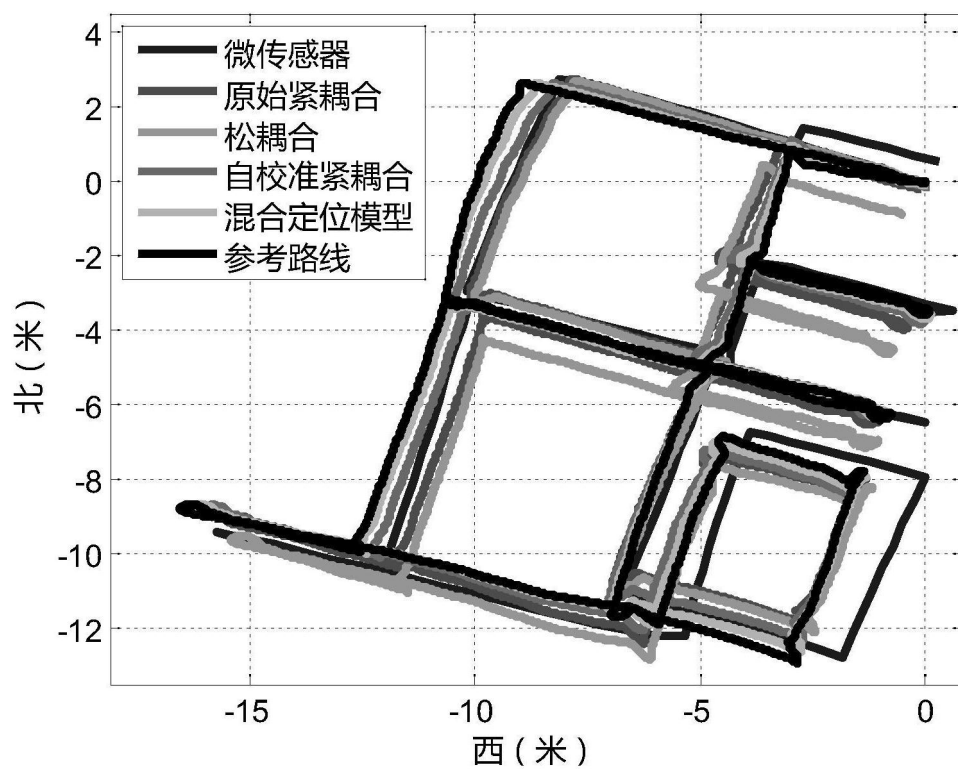 微传感器
原始紧耦合
松耦合
自校准紧耦合
混合定位模型
参考路线
4
2
0
-2
-4
-6
-8
-10
-12
北（米）
-15
-10
-5
0
西（米）